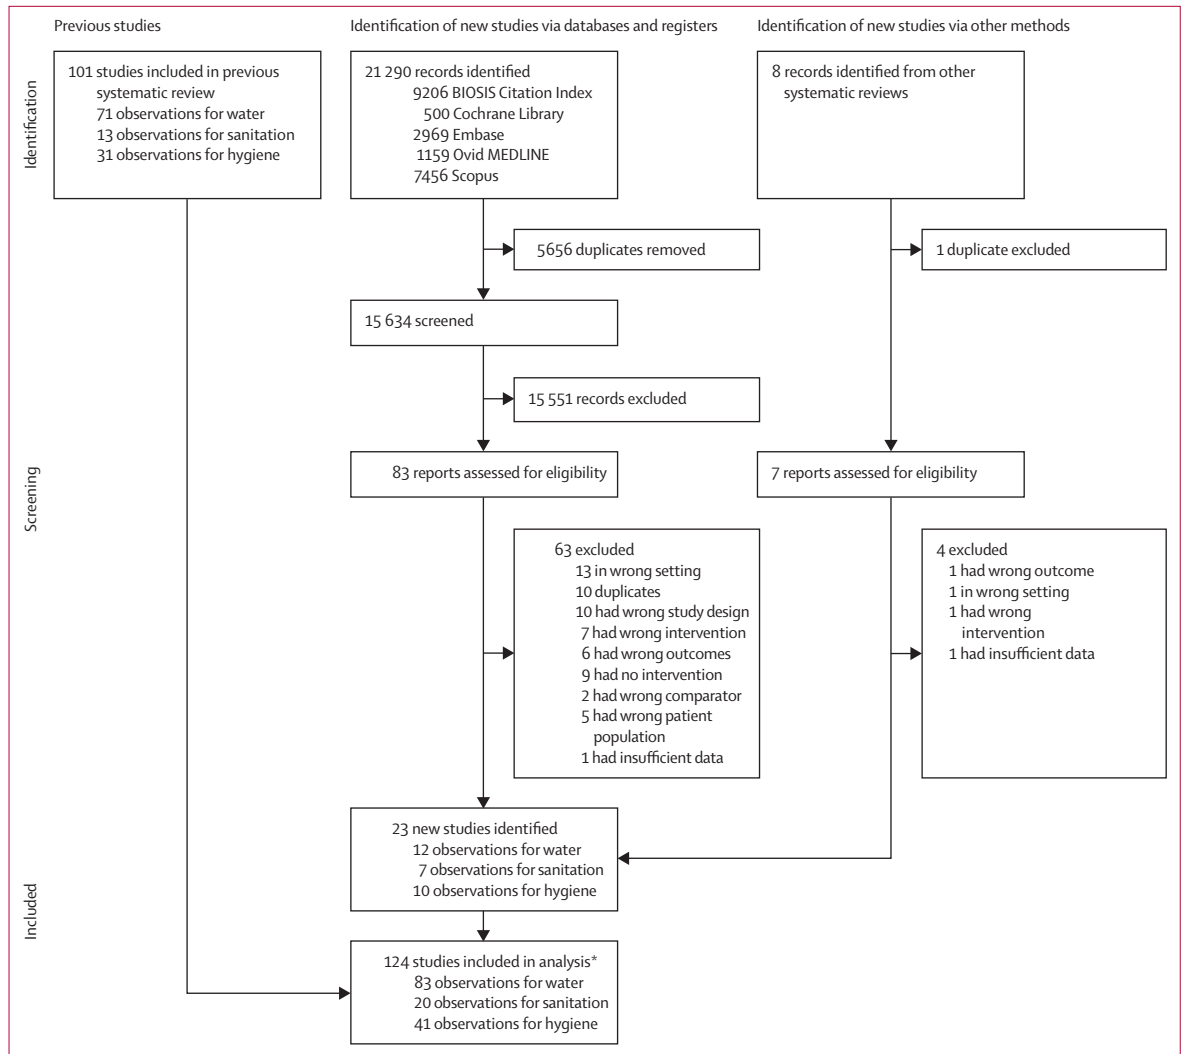 Previous studies
Identification of new studies via databases and registers
Identification of new studies via other methods
Identification
101 studies included in previous
systematic review
71 observations for water
13 observations for sanitation
31 observations for hygiene
21 290 records identified
9206 BIOSIS Citation Index
500 Cochrane Library
2969 Embase
1159 Ovid MEDLINE
7456 Scopus
8 records identified from other
systematic reviews
5656 duplicates removed
1 duplicate excluded
15 634 screened
15 551 records excluded
Screening
83 reports assessed for eligibility
7 reports assessed for eligibility
63 excluded
13 in wrong setting
10 duplicates
10 had wrong study design
7 had wrong intervention
6 had wrong outcomes
9 had no intervention
2 had wrong comparator
5 had wrong patient
population
1 had insufficient data
4 excluded
1 had wrong outcome
1 in wrong setting
1 had wrong
intervention
1 had insufficient data
Included
23 new studies identified
12 observations for water
7 observations for sanitation
10 observations for hygiene
124 studies included in analysis*
83 observations for water
20 observations for sanitation
41 observations for hygiene